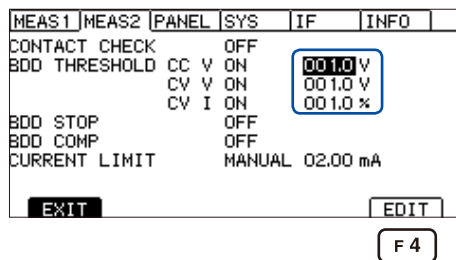 MEAS1 MEAS2 PANEL SYS IF INFO
CONTACT CHECK OFF
BDD THRESHOLD CC V ON 001.0 V
CV V ON 001.0 V
CV I ON 001.0 %
BDD STOP OFF
BDD COMP OFF
CURRENT LIMIT MANUAL 02.00 mA
EXIT EDIT
F 4